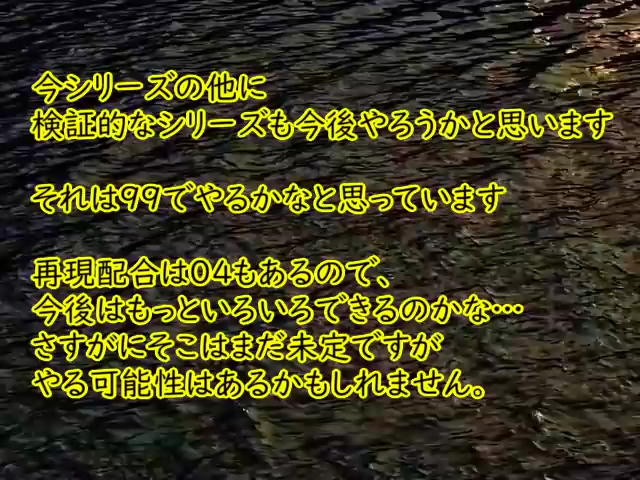 今シリーズの他に
検証的なシリーズも今後やろうかと思います
それは99でやるかなと思っています
再現配合は04もあるので、
今後はもっといろいろできるのかな…
さすがにそこはまだ未定ですが
やる可能性はあるかもしれません。